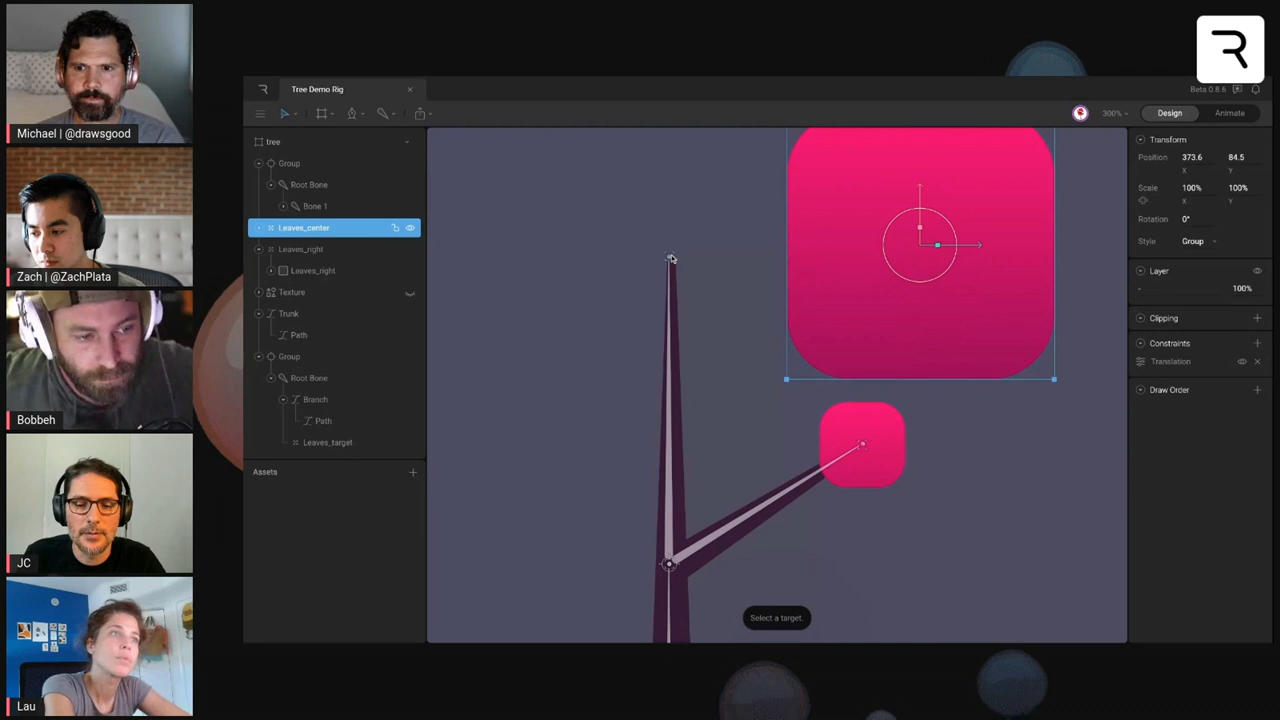 Michael | @drawsgood
Zach | @ZachPlata
Bobbeh
JC
Lau
Tree Demo Rig
Beta 0.8.6
300%
Design
Animate
tree
Group
Root Bone
Bone 1
Leaves_center
Leaves_right
Leaves_right
Texture
Trunk
Path
Group
Root Bone
Branch
Path
Leaves_target
Assets
Select a target.
Transform
Position 373.6 84.5
X Y
Scale 100% 100%
X Y
Rotation 0°
Style Group
Layer
- 100%
Clipping
Constraints
Translation
Draw Order